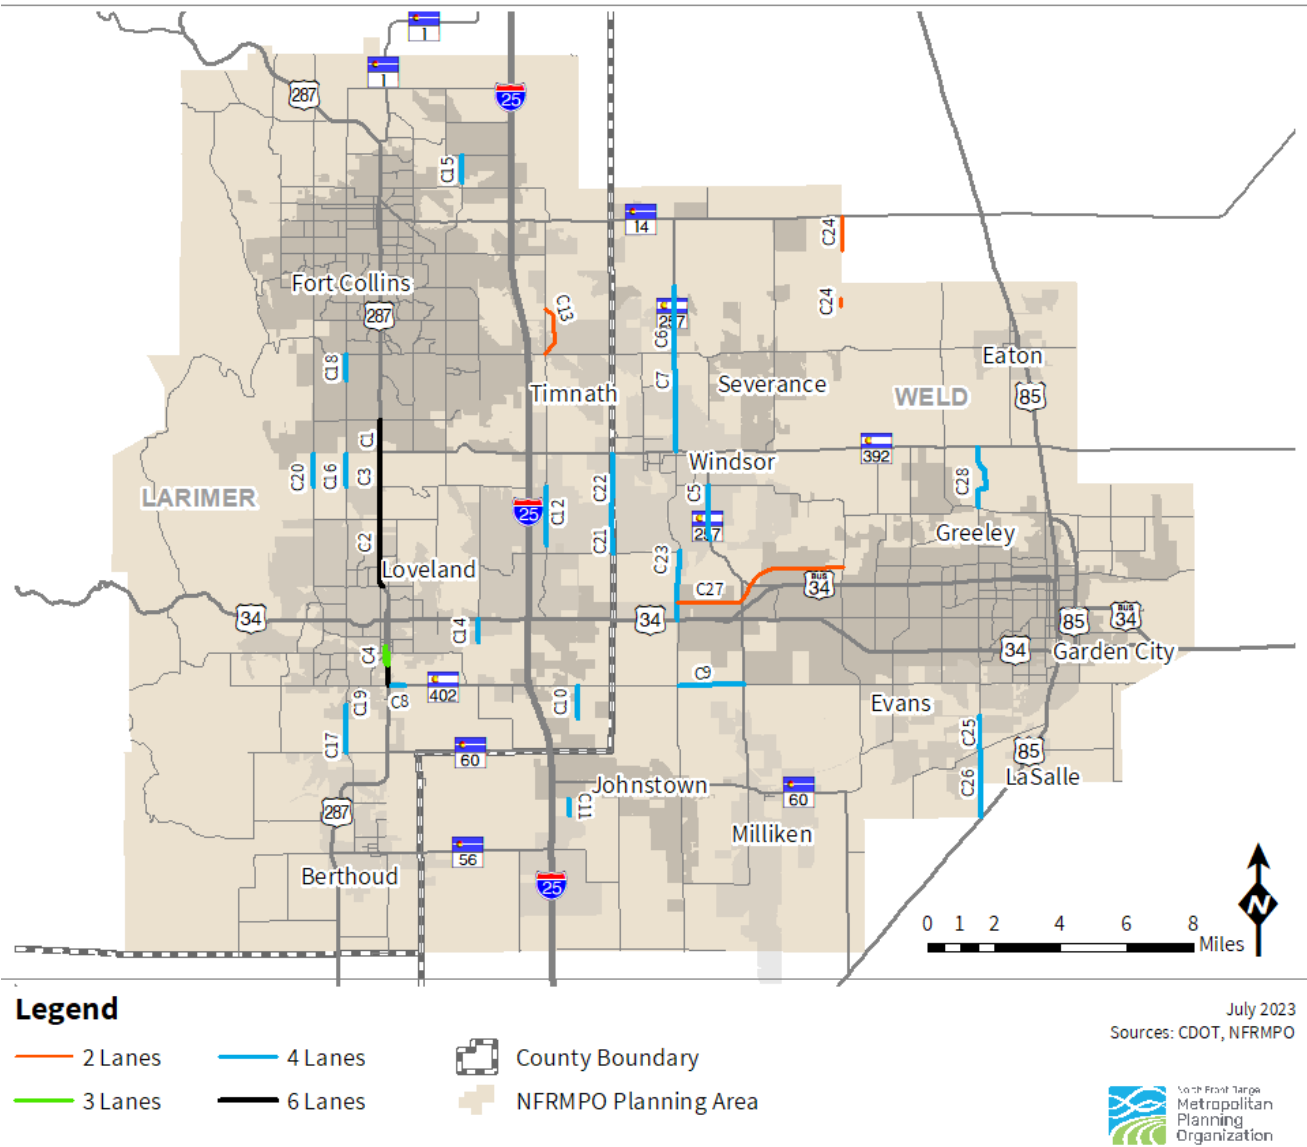 1
1
287
25
C15
14
C24
Fort Collins
287
C13
257
C24
C6
Eaton
C18
C7
Timnath
Severance
WELD
85
C1
392
Windsor
C20
C16
C3
LARIMER
C22
C5
C28
25
C12
257
C2
C21
Greeley
Loveland
C23
C27
BUS
34
34
C14
34
85
BUS
34
C4
34
Garden City
C19
C8
402
C10
C9
Evans
C17
C25
60
85
C26
LaSalle
Johnstown
60
287
C11
Milliken
56
Berthoud
25
N
0 1 2 4 6 8
Miles
Legend
July 2023
Sources: CDOT, NFRMPO
2 Lanes
4 Lanes
County Boundary
3 Lanes
6 Lanes
NFRMPO Planning Area
North Front Range
Metropolitan
Planning
Organization